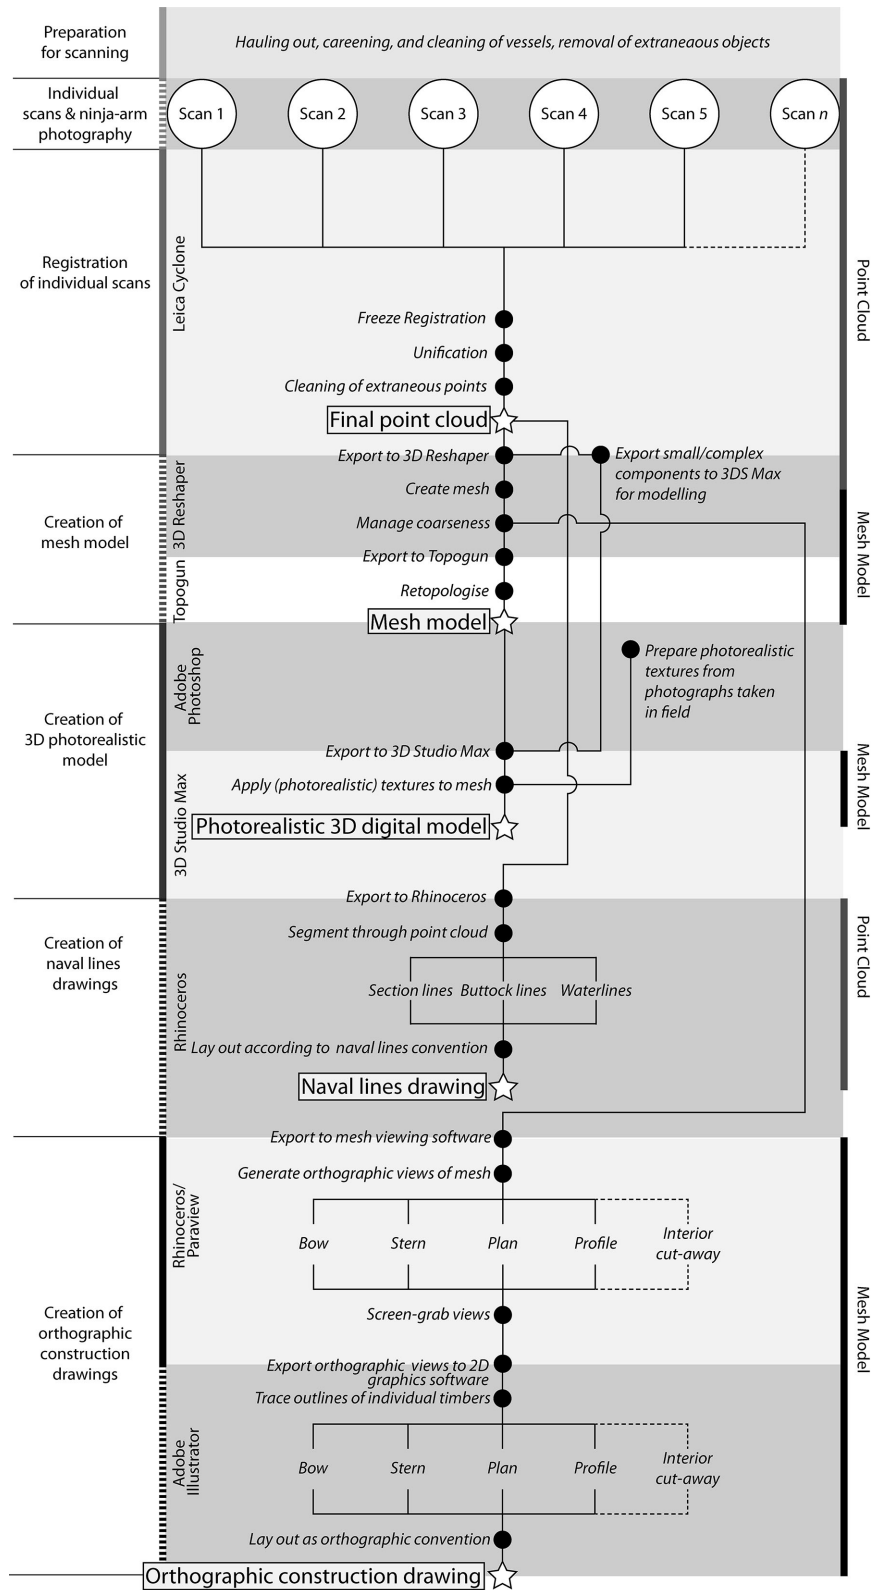 Preparation
for scanning
Hauling out, careening, and cleaning of vessels, removal of extraneaous objects
Individual
scans & ninja-arm
photography
Scan 1
Scan 2
Scan 3
Scan 4
Scan 5
Scan n
Registration
of individual scans
Leica Cyclone
Point Cloud
Freeze Registration
Unification
Cleaning of extraneous points
Final point cloud
Creation of
mesh model
3D Reshaper
Topogun
Mesh Model
Export to 3D Reshaper
Export small/complex
components to 3DS Max
for modelling
Create mesh
Manage coarseness
Export to Topogun
Retopologise
Mesh model
Creation of
3D photorealistic
model
Adobe
Photoshop
3D Studio Max
Mesh Model
Prepare photorealistic
textures from
photographs taken
in field
Export to 3D Studio Max
Apply (photorealistic) textures to mesh
Photorealistic 3D digital model
Export to Rhinoceros
Creation of
naval lines
drawings
Rhinoceros
Point Cloud
Segment through point cloud
Section lines
Buttock lines
Waterlines
Lay out according to naval lines convention
Naval lines drawing
Export to mesh viewing software
Generate orthographic views of mesh
Creation of
orthographic
construction
drawings
Rhinoceros/
Paraview
Adobe
Illustrator
Mesh Model
Bow
Stern
Plan
Profile
Interior
cut-away
Screen-grab views
Export orthographic views to 2D
graphics software
Trace outlines of individual timbers
Bow
Stern
Plan
Profile
Interior
cut-away
Lay out as orthographic convention
Orthographic construction drawing